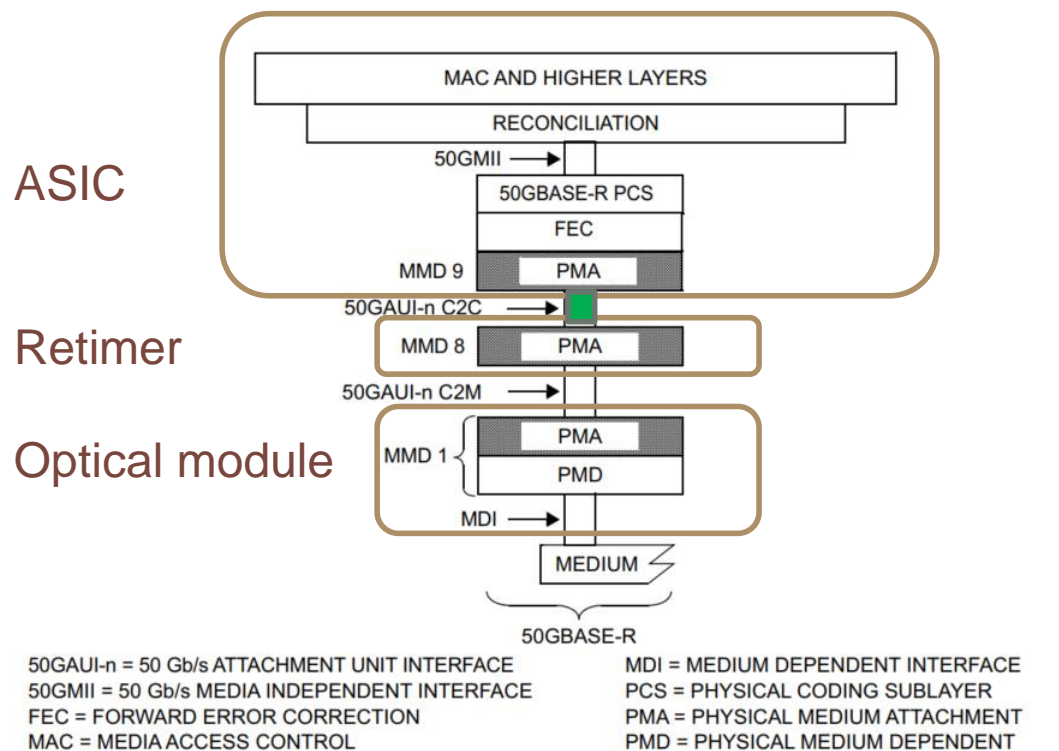 MAC AND HIGHER LAYERS
RECONCILIATION
50GMII
ASIC
50GBASE-R PCS
FEC
MMD 9
PMA
50GAUI-n C2C
Retimer
MMD 8
PMA
50GAUI-n C2M
Optical module
MMD 1
PMA
PMD
MDI
MEDIUM
50GBASE-R
50GAUI-n = 50 Gb/s ATTACHMENT UNIT INTERFACE
50GMII = 50 Gb/s MEDIA INDEPENDENT INTERFACE
FEC = FORWARD ERROR CORRECTION
MAC = MEDIA ACCESS CONTROL
MDI = MEDIUM DEPENDENT INTERFACE
PCS = PHYSICAL CODING SUBLAYER
PMA = PHYSICAL MEDIUM ATTACHMENT
PMD = PHYSICAL MEDIUM DEPENDENT